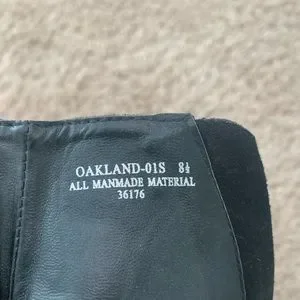 OAKLAND-01S 8½
ALL MANMADE MATERIAL
36176